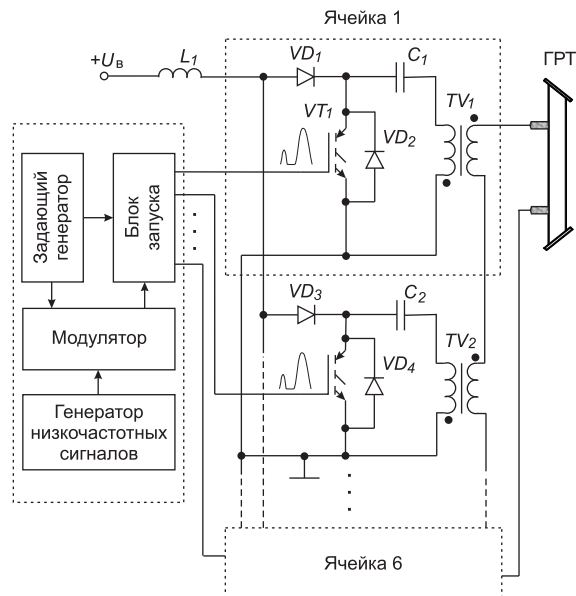 Ячейка 1
+Uв
L1
VD1
C1
ГРТ
VT1
TV1
VD2
Задающий
генератор
Блок
запуска
VD3
C2
TV2
Модулятор
VD4
Генератор
низкочастотных
сигналов
Ячейка 6